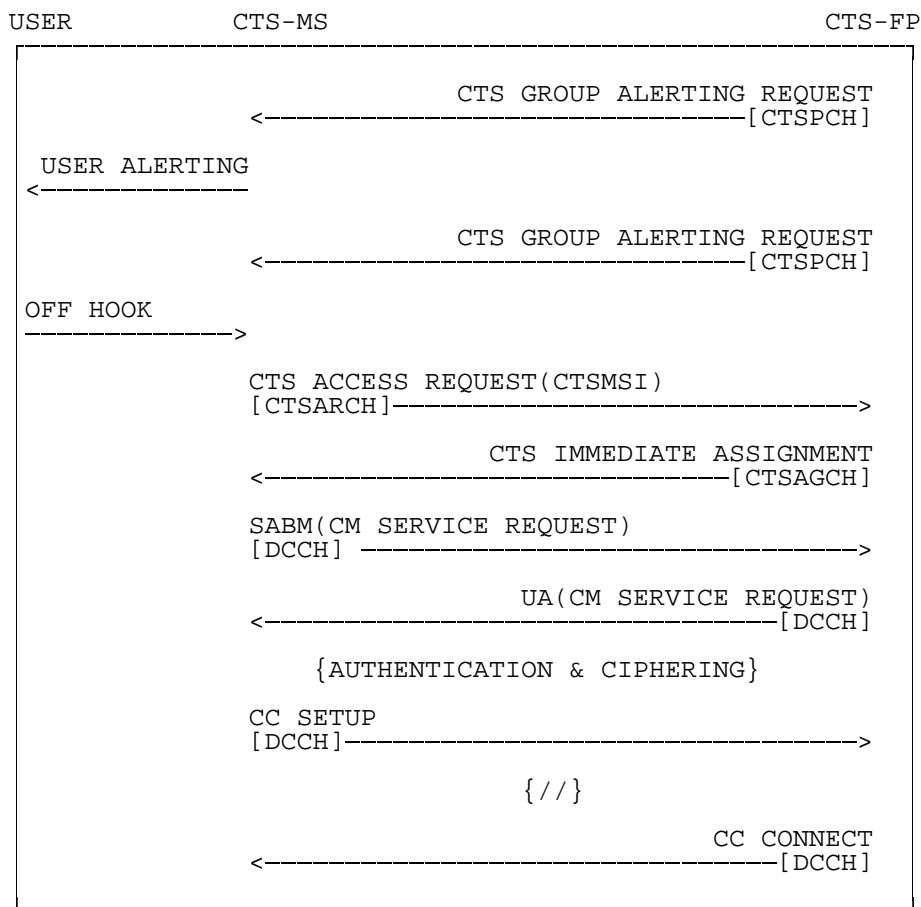 USER CTS-MS CTS-FP
CTS GROUP ALERTING REQUEST
<------------------------------[CTSPCH]
USER ALERTING
<-------------
CTS GROUP ALERTING REQUEST
<------------------------------[CTSPCH]
OFF HOOK
------------->
CTS ACCESS REQUEST(CTSMSI)
[CTSARCH]----------------------------->
CTS IMMEDIATE ASSIGNMENT
<-----------------------------[CTSAGCH]
SABM(CM SERVICE REQUEST)
[DCCH] ------------------------------->
UA(CM SERVICE REQUEST)
<--------------------------------[DCCH]
{AUTHENTICATION & CIPHERING}
CC SETUP
[DCCH]-------------------------------->
{//}
CC CONNECT
<--------------------------------[DCCH]